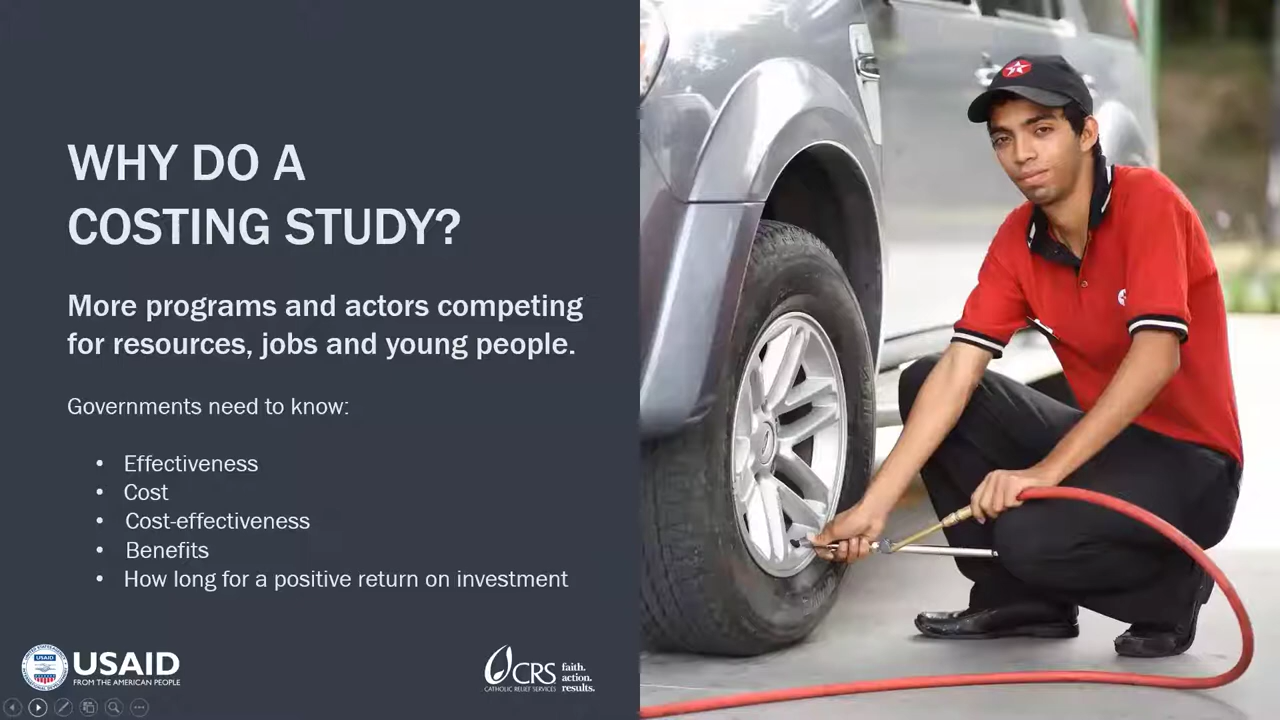 WHY DO A
COSTING STUDY?
More programs and actors competing
for resources, jobs and young people.
Governments need to know:
• Effectiveness
• Cost
• Cost-effectiveness
• Benefits
• How long for a positive return on investment
USAID
USAID
FROM THE AMERICAN PEOPLE
CRS
CATHOLIC RELIEF SERVICES
faith.
action.
results.